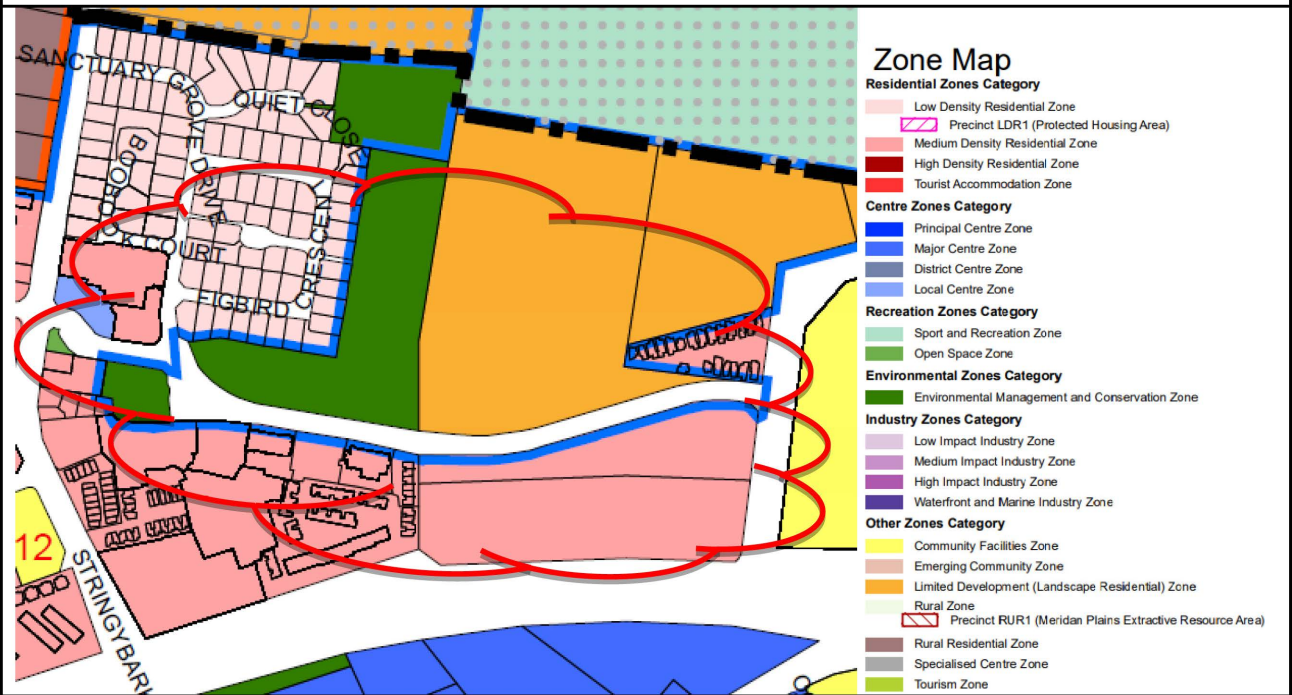 SANCTUARY GROVE DRIVE
QUIET CLOSE
BOOBOOK COURT
FIGBIRD CRESCENT
12
STRINGYBARK
Zone Map
Residential Zones Category
Low Density Residential Zone
Precinct LDR1 (Protected Housing Area)
Medium Density Residential Zone
High Density Residential Zone
Tourist Accommodation Zone
Centre Zones Category
Principal Centre Zone
Major Centre Zone
District Centre Zone
Local Centre Zone
Recreation Zones Category
Sport and Recreation Zone
Open Space Zone
Environmental Zones Category
Environmental Management and Conservation Zone
Industry Zones Category
Low Impact Industry Zone
Medium Impact Industry Zone
High Impact Industry Zone
Waterfront and Marine Industry Zone
Other Zones Category
Community Facilities Zone
Emerging Community Zone
Limited Development (Landscape Residential) Zone
Rural Zone
Precinct RUR1 (Meridan Plains Extractive Resource Area)
Rural Residential Zone
Specialised Centre Zone
Tourism Zone